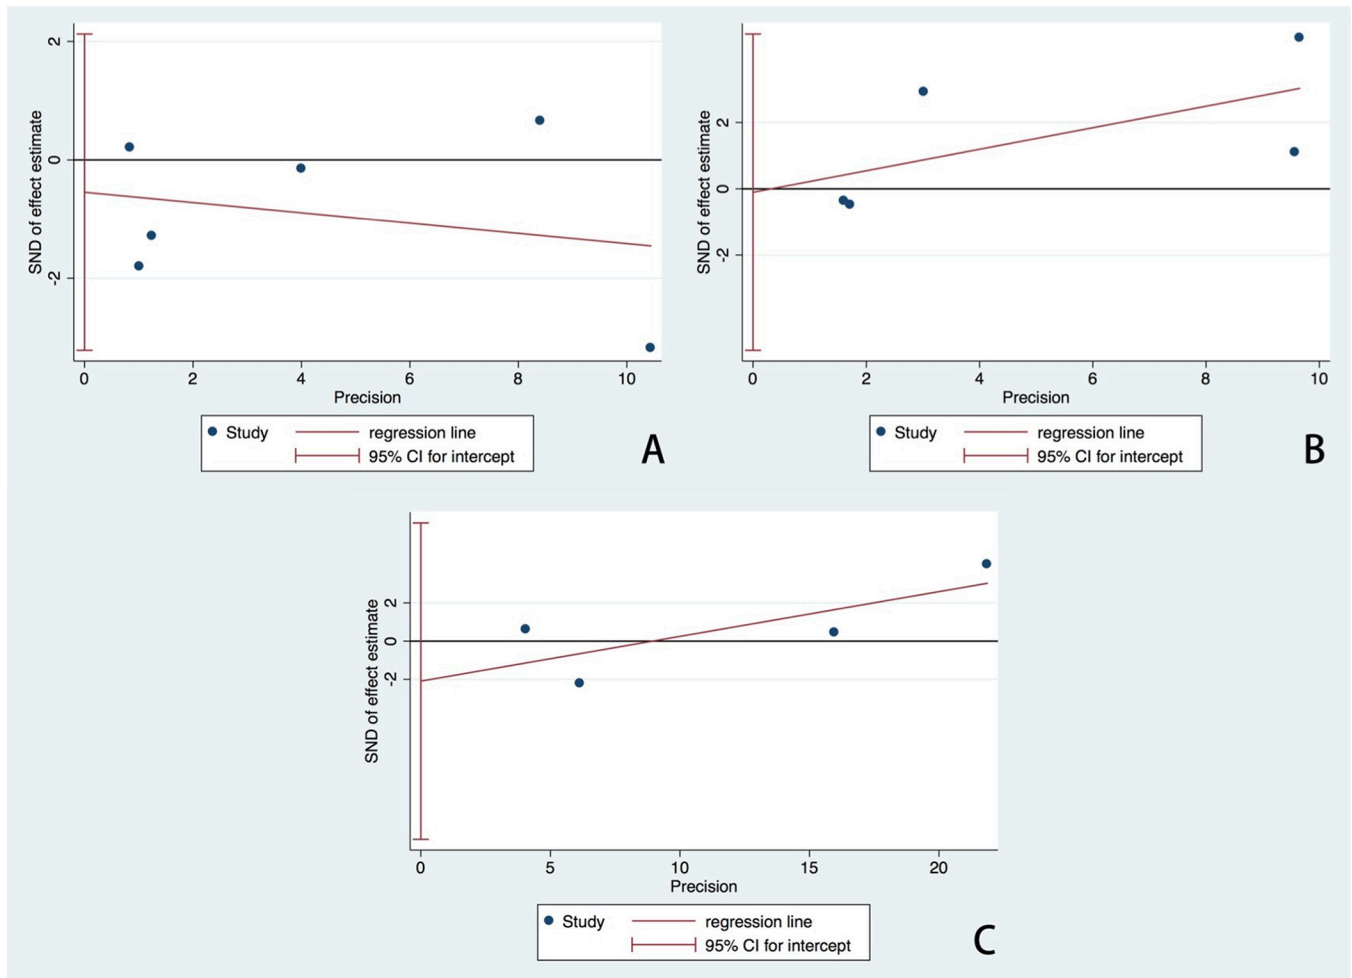 SND of effect estimate
2
0
-2
0
2
4
6
8
10
Precision
Study
regression line
95% CI for intercept
A
SND of effect estimate
2
0
-2
0
2
4
6
8
10
Precision
Study
regression line
95% CI for intercept
B
SND of effect estimate
2
0
-2
0
5
10
15
20
Precision
Study
regression line
95% CI for intercept
C